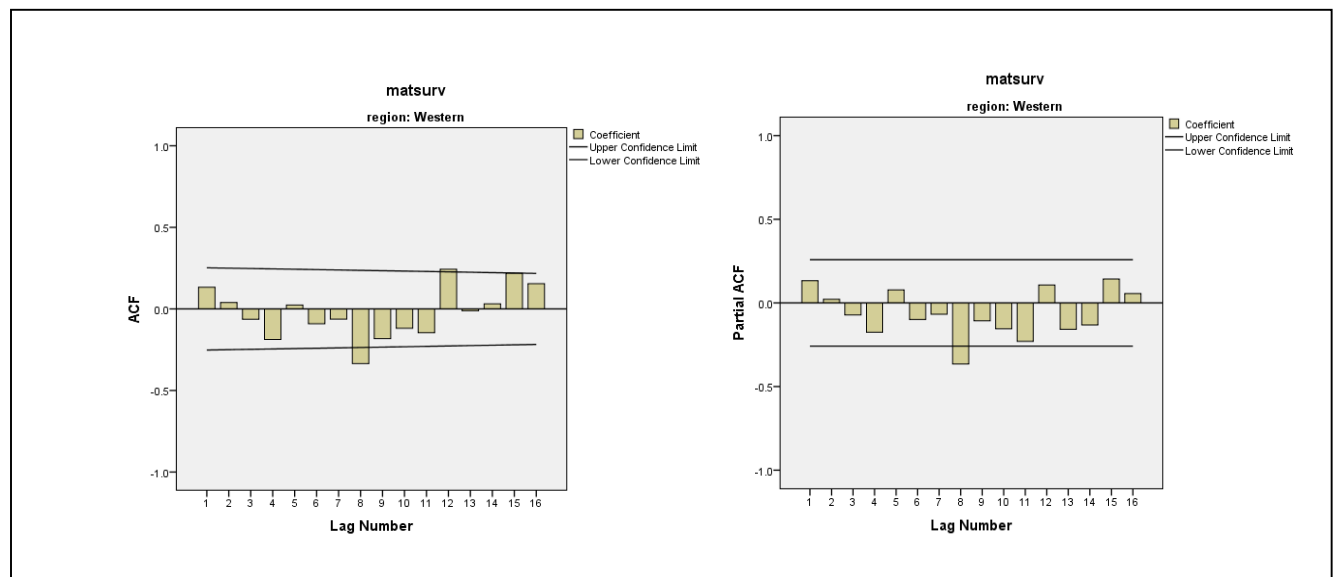 matsurv
region: Western
Coefficient
Upper Confidence Limit
Lower Confidence Limit
1.0
0.5
0.0
-0.5
-1.0
ACF
1 2 3 4 5 6 7 8 9 10 11 12 13 14 15 16
Lag Number
matsurv
region: Western
Coefficient
Upper Confidence Limit
Lower Confidence Limit
1.0
0.5
0.0
-0.5
-1.0
Partial ACF
1 2 3 4 5 6 7 8 9 10 11 12 13 14 15 16
Lag Number